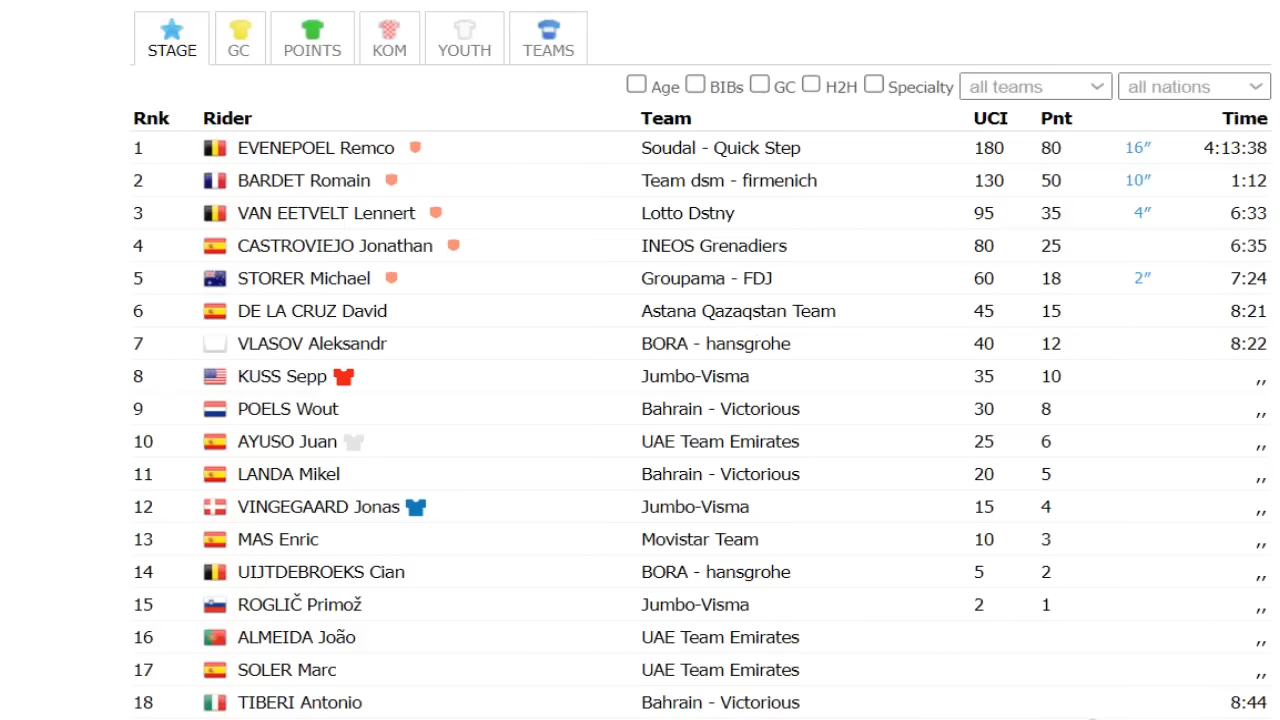 STAGE GC POINTS KOM YOUTH TEAMS
Age BIBs GC H2H Specialty all teams all nations
Rnk Rider Team UCI Pnt Time
1 EVENEPOEL Remco Soudal - Quick Step 180 80 16″ 4:13:38
2 BARDET Romain Team dsm - firmenich 130 50 10″ 1:12
3 VAN EETVELT Lennert Lotto Dstny 95 35 4″ 6:33
4 CASTROVIEJO Jonathan INEOS Grenadiers 80 25 6:35
5 STORER Michael Groupama - FDJ 60 18 2″ 7:24
6 DE LA CRUZ David Astana Qazaqstan Team 45 15 8:21
7 VLASOV Aleksandr BORA - hansgrohe 40 12 8:22
8 KUSS Sepp Jumbo-Visma 35 10 ,,
9 POELS Wout Bahrain - Victorious 30 8 ,,
10 AYUSO Juan UAE Team Emirates 25 6 ,,
11 LANDA Mikel Bahrain - Victorious 20 5 ,,
12 VINGEGAARD Jonas Jumbo-Visma 15 4 ,,
13 MAS Enric Movistar Team 10 3 ,,
14 UIJTDEBROEKS Cian BORA - hansgrohe 5 2 ,,
15 ROGLIČ Primož Jumbo-Visma 2 1 ,,
16 ALMEIDA João UAE Team Emirates ,,
17 SOLER Marc UAE Team Emirates ,,
18 TIBERI Antonio Bahrain - Victorious 8:44